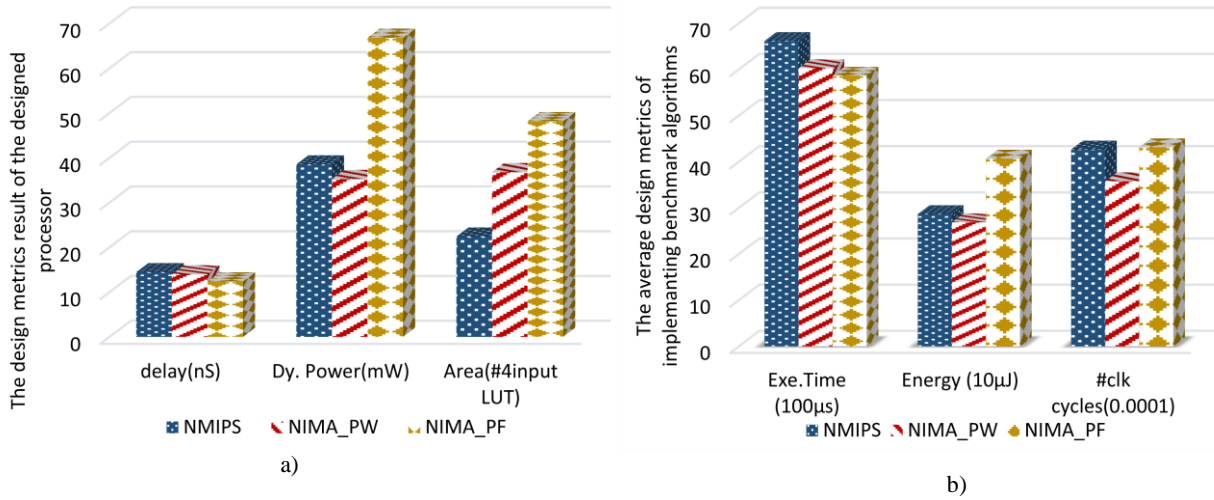 The design metrics result of the designed
processor
70
60
50
40
30
20
10
0
delay(nS)
Dy. Power(mW)
Area(#4input
LUT)
NMIPS
NIMA_PW
NIMA_PF
a)
The average design metrics of
implemanting benchmark algorithms
70
60
50
40
30
20
10
0
Exe.Time
(100µs)
Energy (10µJ)
#clk
cycles(0.0001)
NMIPS
NIMA_PW
NIMA_PF
b)